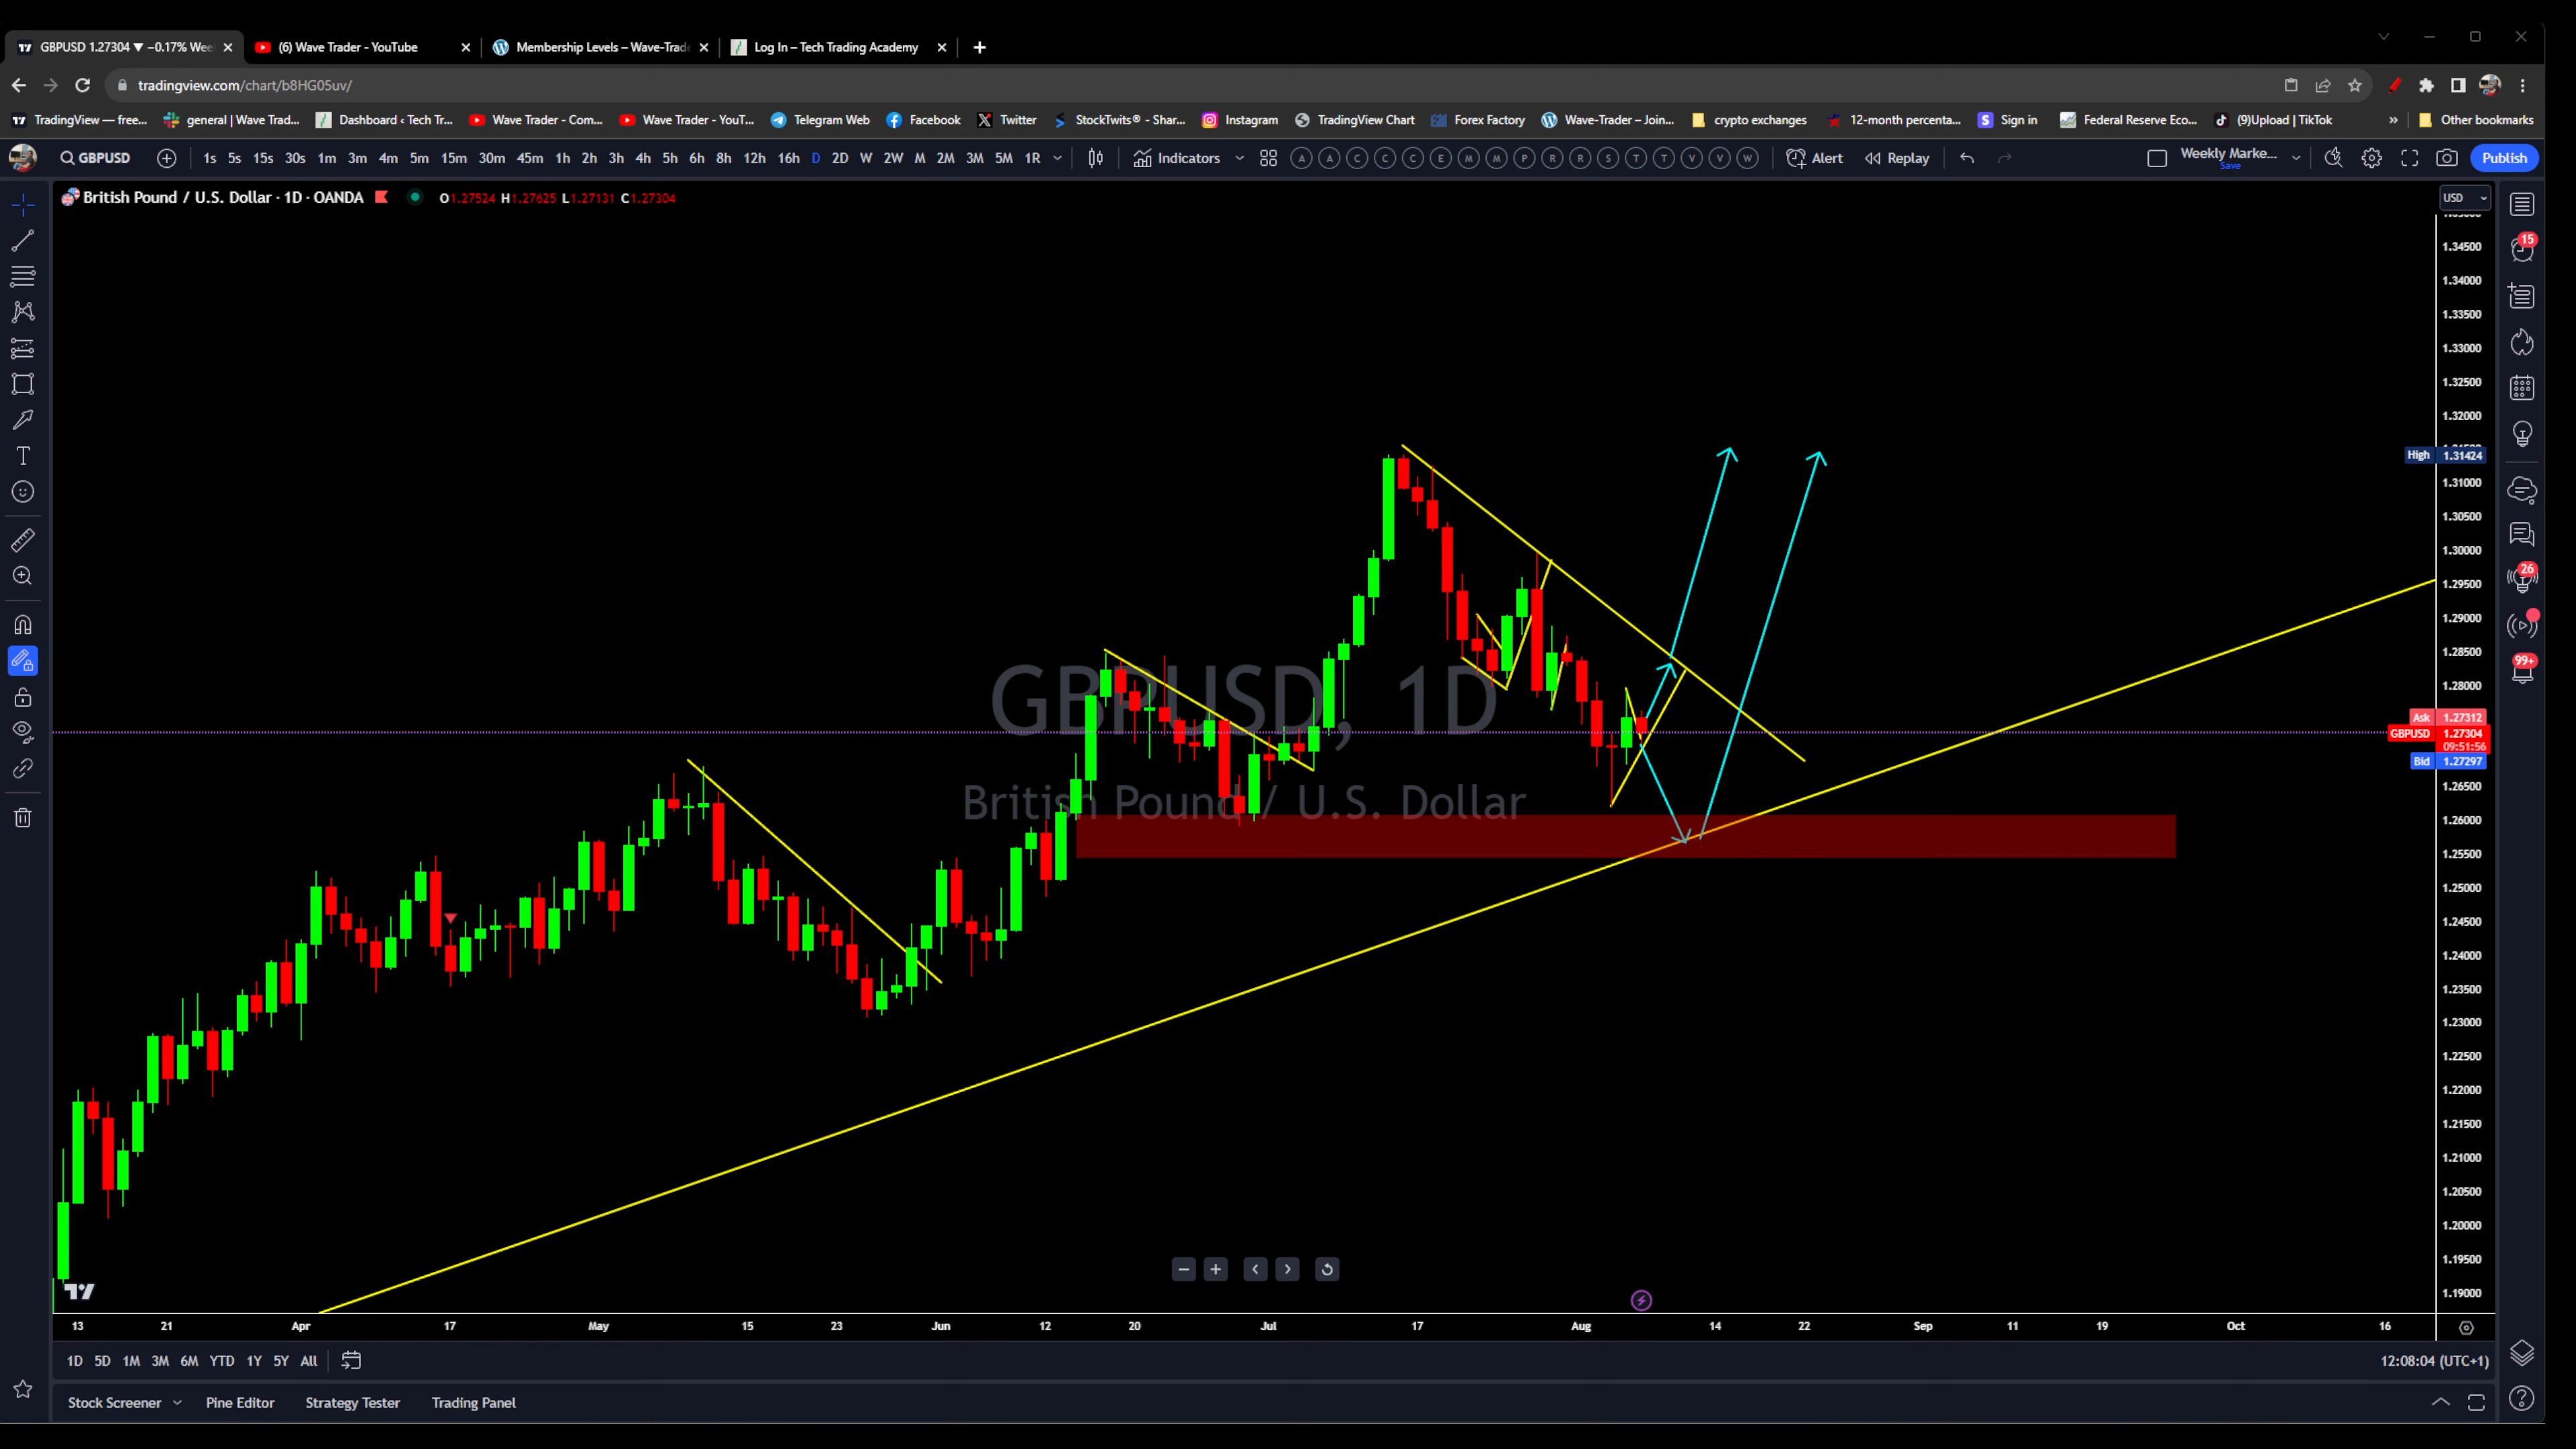 GBPUSD 1.27304 ▼ −0.17% Wee
(6) Wave Trader - YouTube
Membership Levels – Wave-Trade
Log In – Tech Trading Academy
tradingview.com/chart/b8HG05uv/
TradingView — free...
general | Wave Trad...
Dashboard ‹ Tech Tr...
Wave Trader - Com...
Wave Trader - YouT...
Telegram Web
Facebook
Twitter
StockTwits® - Shar...
Instagram
TradingView Chart
Forex Factory
Wave-Trader – Join...
crypto exchanges
12-month percenta...
Sign in
Federal Reserve Eco...
(9)Upload | TikTok
»
Other bookmarks
GBPUSD
1s 5s 15s 30s 1m 3m 4m 5m 15m 30m 45m 1h 2h 3h 4h 5h 6h 8h 12h 16h D 2D W 2W M 2M 3M 5M 1R
Indicators
A A C C C E M M P R R S T T V V W
Alert
Replay
Weekly Marke...
Save
Publish
British Pound / U.S. Dollar · 1D · OANDA
O1.27524 H1.27625 L1.27131 C1.27304
USD
1.34500
1.34000
1.33500
1.33000
1.32500
1.32000
High 1.31424
1.31000
1.30500
1.30000
1.29500
1.29000
1.28500
1.28000
Ask 1.27312
GBPUSD 1.27304
09:51:56
Bid 1.27297
1.26500
1.26000
1.25500
1.25000
1.24500
1.24000
1.23500
1.23000
1.22500
1.22000
1.21500
1.21000
1.20500
1.20000
1.19500
1.19000
15
26
99+
GBPUSD, 1D
British Pound / U.S. Dollar
13 21 Apr 17 May 15 23 Jun 12 20 Jul 17 Aug 14 22 Sep 11 19 Oct 16
1D 5D 1M 3M 6M YTD 1Y 5Y All
12:08:04 (UTC+1)
Stock Screener
Pine Editor
Strategy Tester
Trading Panel